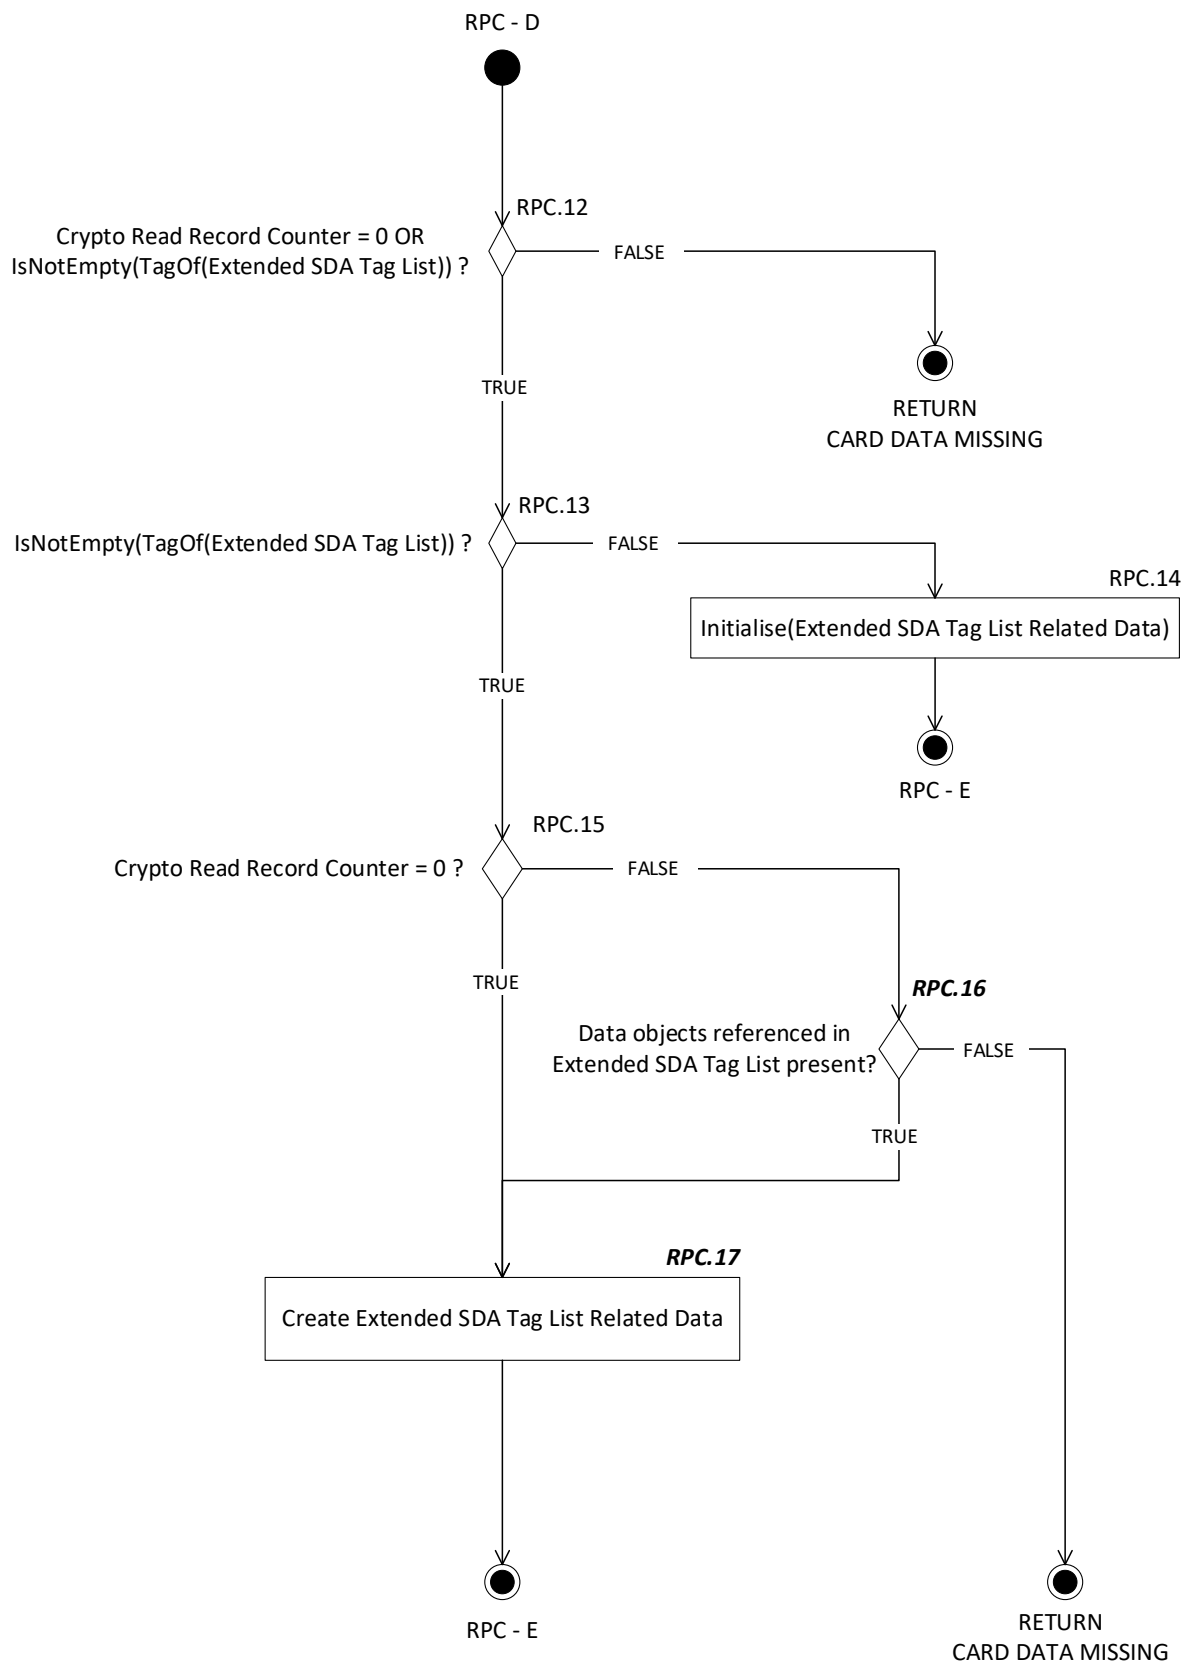 RPC - D
RPC.12
Crypto Read Record Counter = 0 OR
IsNotEmpty(TagOf(Extended SDA Tag List)) ?
FALSE
TRUE
RETURN
CARD DATA MISSING
RPC.13
IsNotEmpty(TagOf(Extended SDA Tag List)) ?
FALSE
RPC.14
Initialise(Extended SDA Tag List Related Data)
TRUE
RPC - E
RPC.15
Crypto Read Record Counter = 0 ?
FALSE
TRUE
RPC.16
Data objects referenced in
Extended SDA Tag List present?
FALSE
TRUE
RPC.17
Create Extended SDA Tag List Related Data
RPC - E
RETURN
CARD DATA MISSING